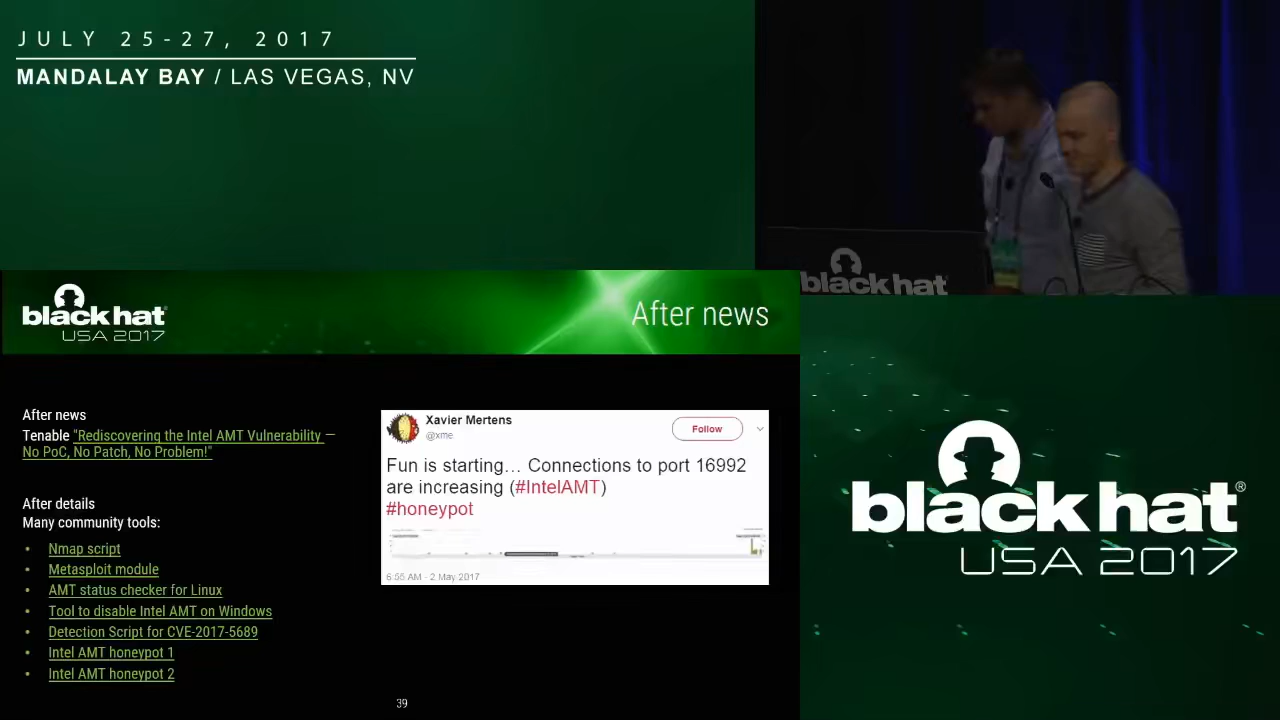 JULY 25-27, 2017
MANDALAY BAY / LAS VEGAS, NV
black hat
black hat®
USA 2017
After news
After news
Tenable "Rediscovering the Intel AMT Vulnerability —
No PoC, No Patch, No Problem!"
After details
Many community tools:
• Nmap script
• Metasploit module
• AMT status checker for Linux
• Tool to disable Intel AMT on Windows
• Detection Script for CVE-2017-5689
• Intel AMT honeypot 1
• Intel AMT honeypot 2
Xavier Mertens
@xme
Follow
Fun is starting... Connections to port 16992
are increasing (#IntelAMT)
#honeypot
6:55 AM - 2 May 2017
39
black hat®
USA 2017